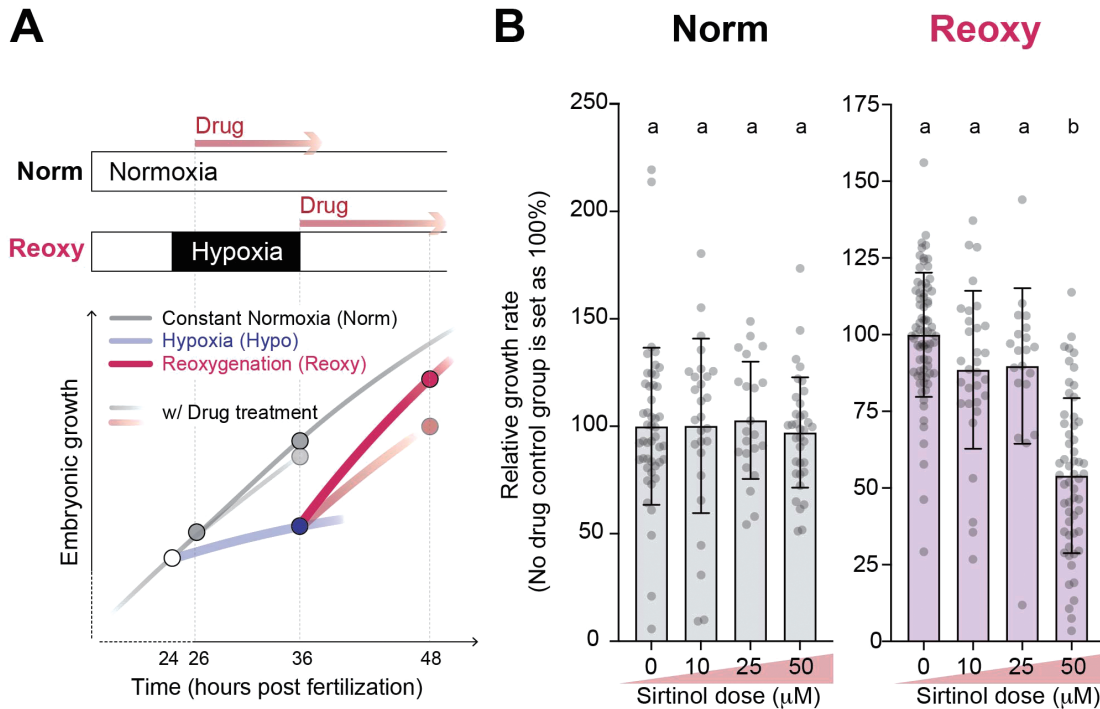 A
Drug
Norm
Normoxia
Drug
Reoxy
Hypoxia
Constant Normoxia (Norm)
Hypoxia (Hypo)
Reoxygenation (Reoxy)
w/ Drug treatment
Embryonic growth
24 26 36 48
Time (hours post fertilization)
B
Norm
Reoxy
Relative growth rate
(No drug control group is set as 100%)
250
200
150
100
50
0
a a a a
0 10 25 50
Sirtinol dose (μM)
175
150
125
100
75
50
25
0
a a a b
0 10 25 50
Sirtinol dose (μM)